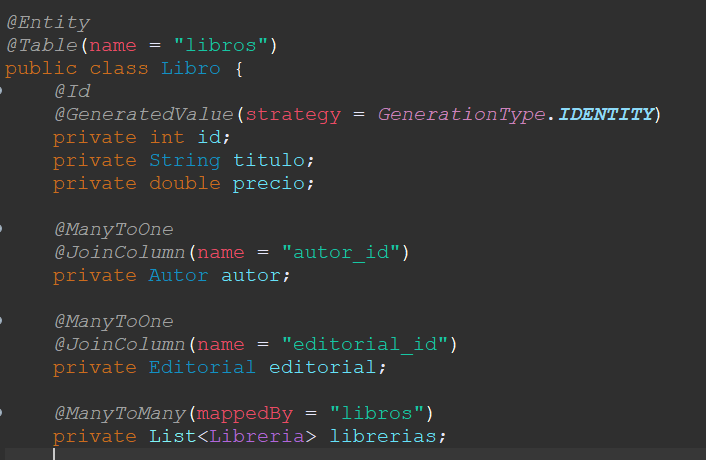 @Entity
@Table(name = "libros")
public class Libro {
@Id
@GeneratedValue(strategy = GenerationType.IDENTITY)
private int id;
private String titulo;
private double precio;
@ManyToOne
@JoinColumn(name = "autor_id")
private Autor autor;
@ManyToOne
@JoinColumn(name = "editorial_id")
private Editorial editorial;
@ManyToMany(mappedBy = "libros")
private List<Libreria> librerias;